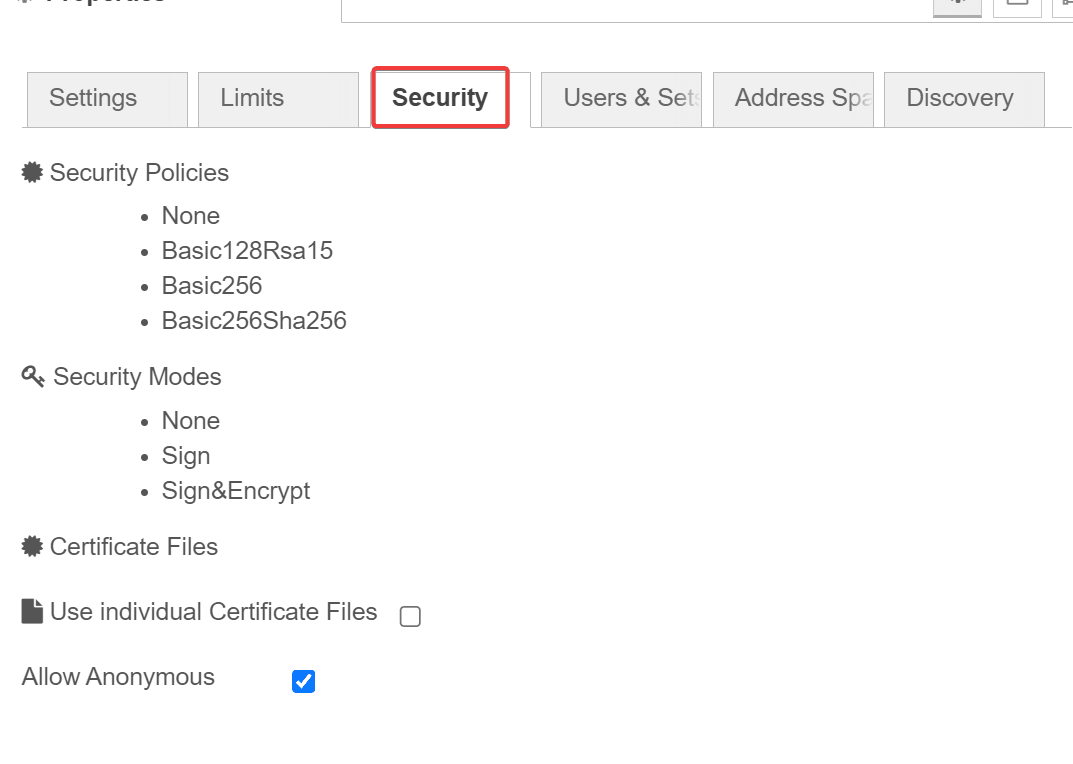 Properties
Settings
Limits
Security
Users & Sets
Address Spa
Discovery
Security Policies
None
Basic128Rsa15
Basic256
Basic256Sha256
Security Modes
None
Sign
Sign&Encrypt
Certificate Files
Use individual Certificate Files
Allow Anonymous